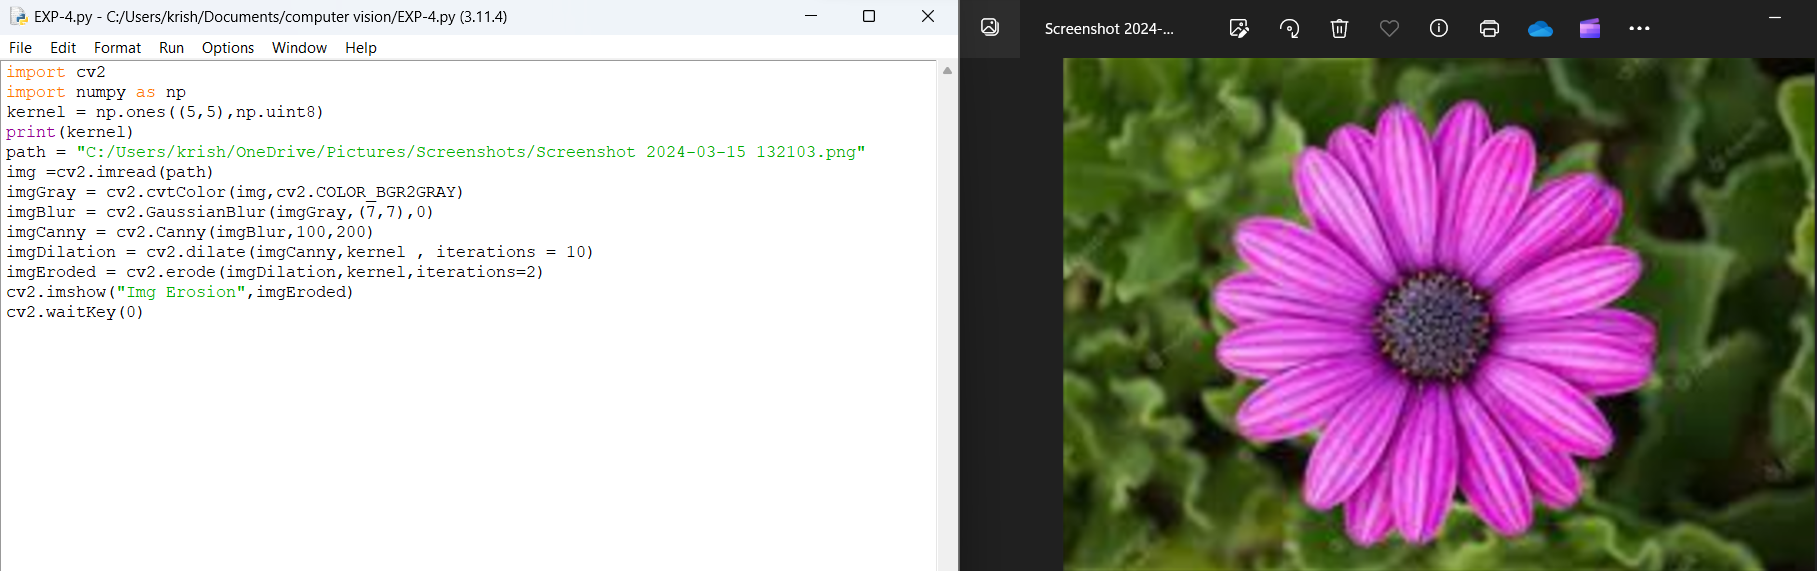 EXP-4.py - C:/Users/krish/Documents/computer vision/EXP-4.py (3.11.4)
File Edit Format Run Options Window Help
import cv2
import numpy as np
kernel = np.ones((5,5),np.uint8)
print(kernel)
path = "C:/Users/krish/OneDrive/Pictures/Screenshots/Screenshot 2024-03-15 132103.png"
img =cv2.imread(path)
imgGray = cv2.cvtColor(img,cv2.COLOR_BGR2GRAY)
imgBlur = cv2.GaussianBlur(imgGray,(7,7),0)
imgCanny = cv2.Canny(imgBlur,100,200)
imgDilation = cv2.dilate(imgCanny,kernel , iterations = 10)
imgEroded = cv2.erode(imgDilation,kernel,iterations=2)
cv2.imshow("Img Erosion",imgEroded)
cv2.waitKey(0)
Screenshot 2024-...